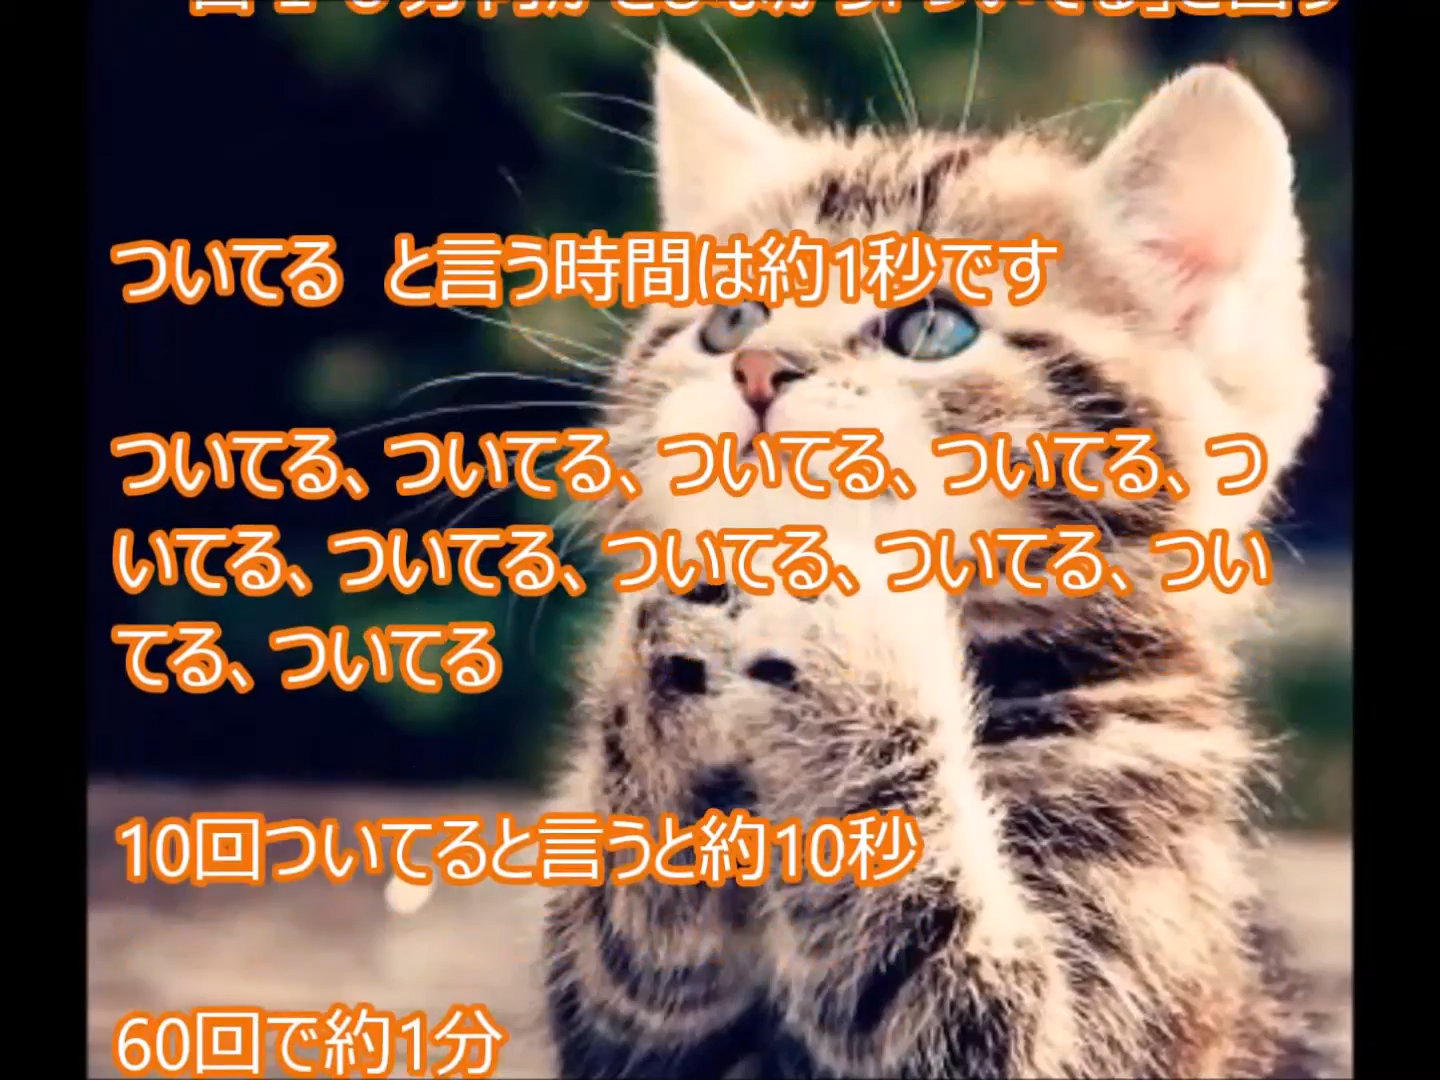 ついてる　と言う時間は約1秒です
ついてる、ついてる、ついてる、ついてる、つ
いてる、ついてる、ついてる、ついてる、つい
てる、ついてる
10回ついてると言うと約10秒
60回で約1分